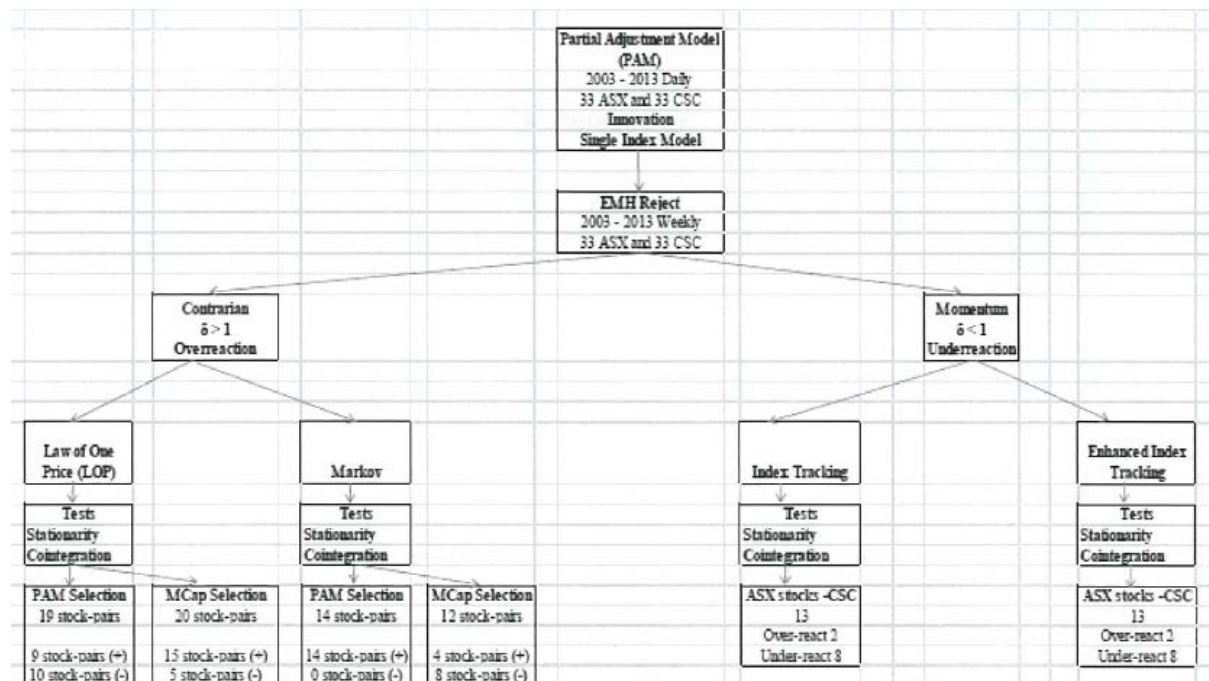 Partial Adjustment Model
(PAM)
2003 - 2013 Daily
33 ASX and 33 CSC
Innovation
Single Index Model
EMH Reject
2003 - 2013 Weekly
33 ASX and 33 CSC
Contrarian
δ > 1
Overreaction
Momentum
δ < 1
Underreaction
Law of One
Price (LOP)
Markov
Index Tracking
Enhanced Index
Tracking
Tests
Stationarity
Cointegration
Tests
Stationarity
Cointegration
Tests
Stationarity
Cointegration
Tests
Stationarity
Cointegration
PAM Selection
19 stock-pairs
9 stock-pairs (+)
10 stock-pairs (-)
MCap Selection
20 stock-pairs
15 stock-pairs (+)
5 stock-pairs (-)
PAM Selection
14 stock-pairs
14 stock-pairs (+)
0 stock-pairs (-)
MCap Selection
12 stock-pairs
4 stock-pairs (+)
8 stock-pairs (-)
ASX stocks -CSC
13
Over-react 2
Under-react 8
ASX stocks -CSC
13
Over-react 2
Under-react 8